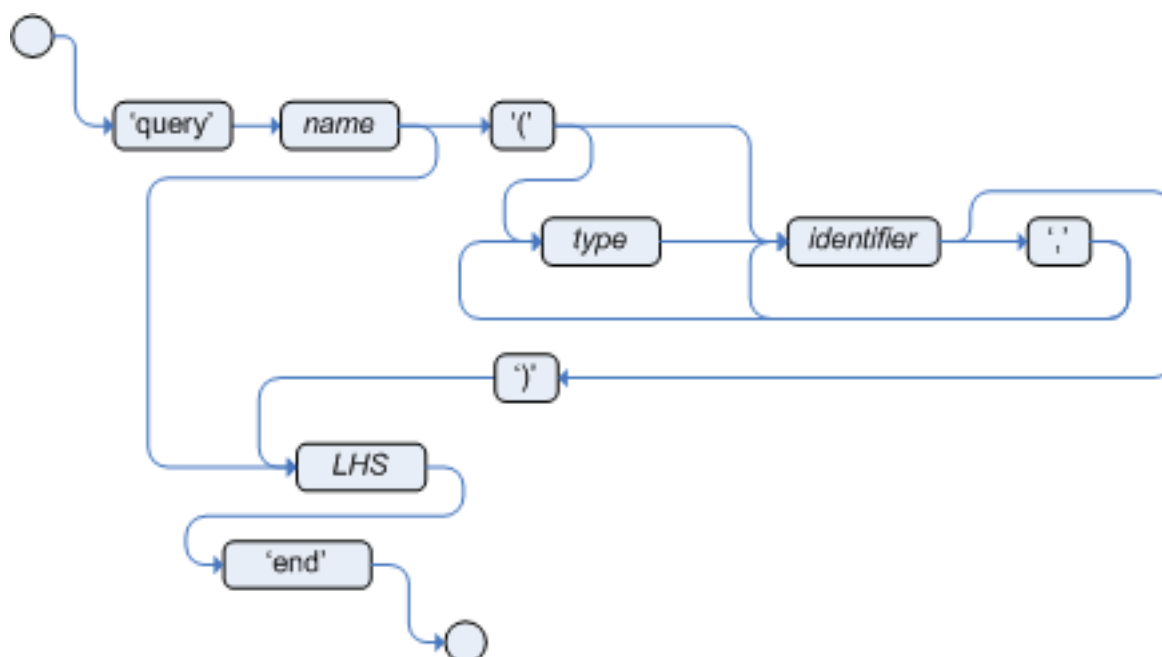 ‘query’ name '('
type identifier ‘,’
‘)’
LHS
‘end’